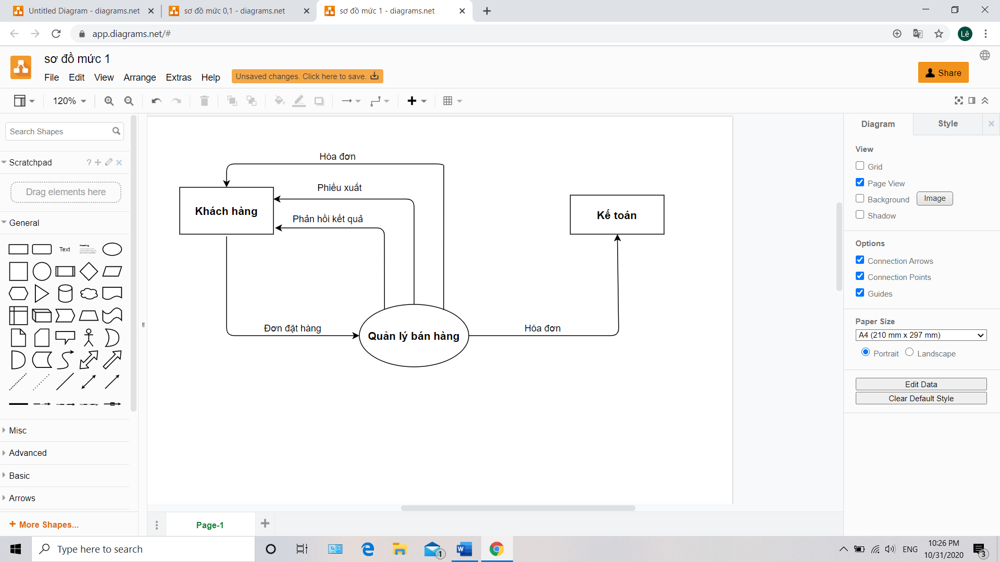 Untitled Diagram - diagrams.net
sơ đồ mức 0,1 - diagrams.net
sơ đồ mức 1 - diagrams.net
app.diagrams.net/#
Lê
sơ đồ mức 1
File Edit View Arrange Extras Help
Unsaved changes. Click here to save.
Share
120%
Search Shapes
Scratchpad
?
Drag elements here
General
Text
Heading
Misc
Advanced
Basic
Arrows
+ More Shapes...
Hóa đơn
Phiếu xuất
Phản hồi kết quả
Khách hàng
Kế toán
Đơn đặt hàng
Quản lý bán hàng
Hóa đơn
Page-1
Diagram
Style
View
Grid
Page View
Background
Image
Shadow
Options
Connection Arrows
Connection Points
Guides
Paper Size
A4 (210 mm x 297 mm)
Portrait
Landscape
Edit Data
Clear Default Style
Type here to search
1
ENG
10:26 PM
10/31/2020
3